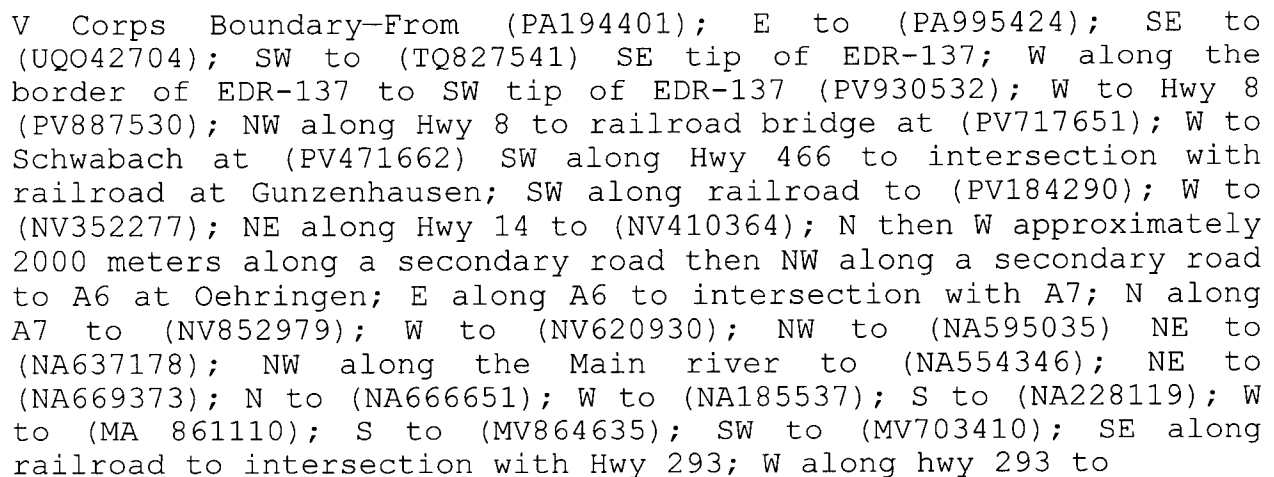 V Corps Boundary—From (PA194401); E to (PA995424); SE to
(UQO42704); SW to (TQ827541) SE tip of EDR-137; W along the
border of EDR-137 to SW tip of EDR-137 (PV930532); W to Hwy 8
(PV887530); NW along Hwy 8 to railroad bridge at (PV717651); W to
Schwabach at (PV471662) SW along Hwy 466 to intersection with
railroad at Gunzenhausen; SW along railroad to (PV184290); W to
(NV352277); NE along Hwy 14 to (NV410364); N then W approximately
2000 meters along a secondary road then NW along a secondary road
to A6 at Oehringen; E along A6 to intersection with A7; N along
A7 to (NV852979); W to (NV620930); NW to (NA595035) NE to
(NA637178); NW along the Main river to (NA554346); NE to
(NA669373); N to (NA666651); W to (NA185537); S to (NA228119); W
to (MA 861110); S to (MV864635); SW to (MV703410); SE along
railroad to intersection with Hwy 293; W along hwy 293 to